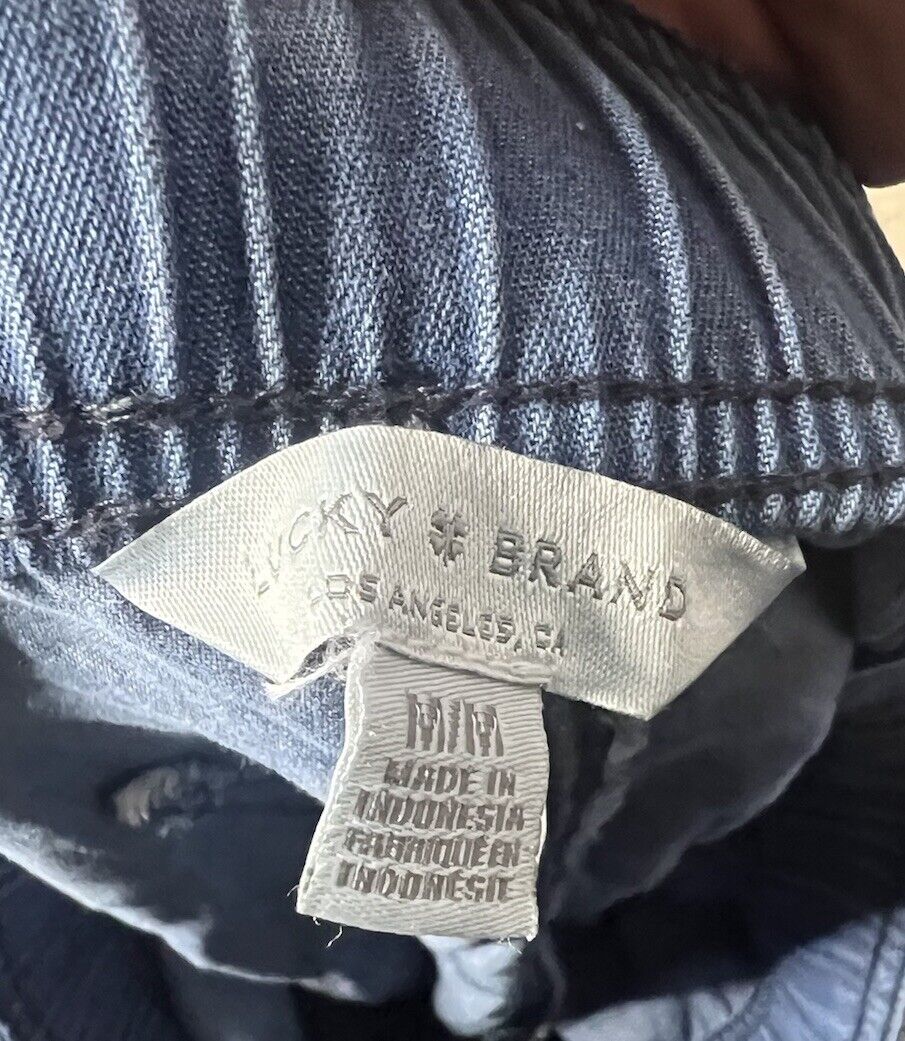 LUCKY BRAND
LOS ANGELES, CA
M/M
MADE IN
INDONESIA
FABRIQUÉ EN
INDONÉSIE